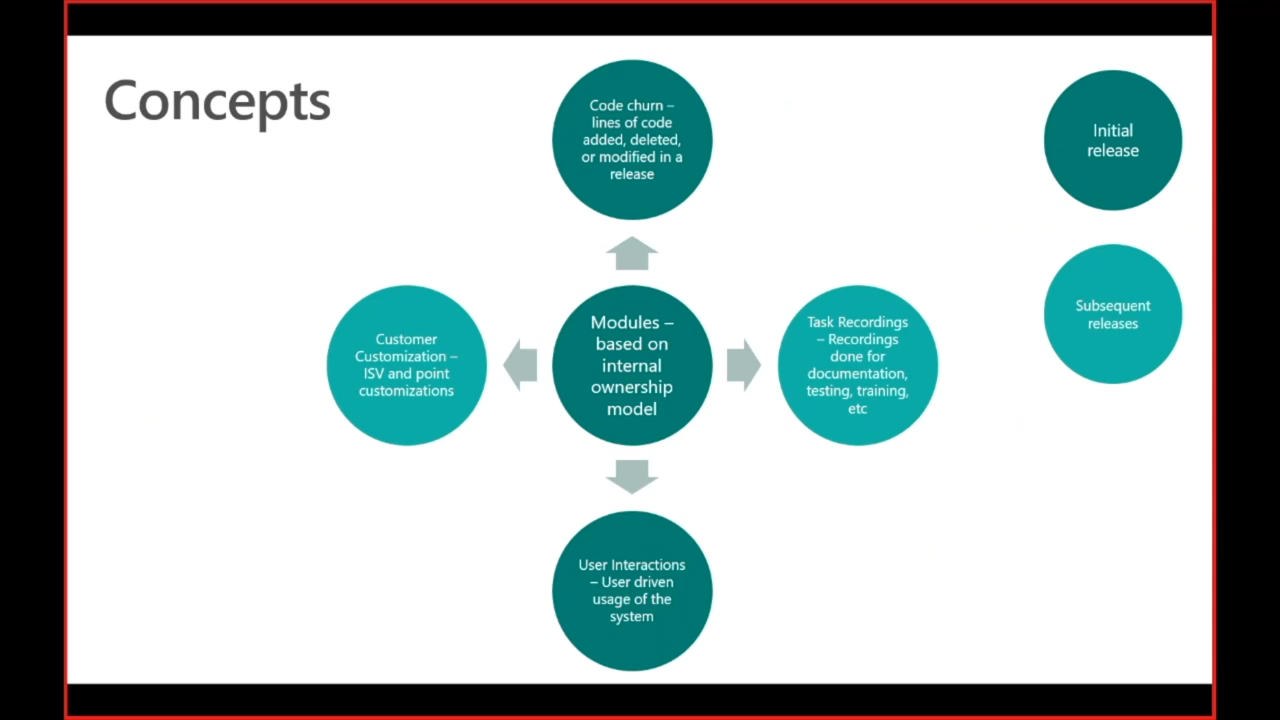 Concepts
Code churn –
lines of code
added, deleted,
or modified in a
release
Initial
release
Subsequent
releases
Customer
Customization –
ISV and point
customizations
Modules –
based on
internal
ownership
model
Task Recordings
– Recordings
done for
documentation,
testing, training,
etc
User Interactions
– User driven
usage of the
system